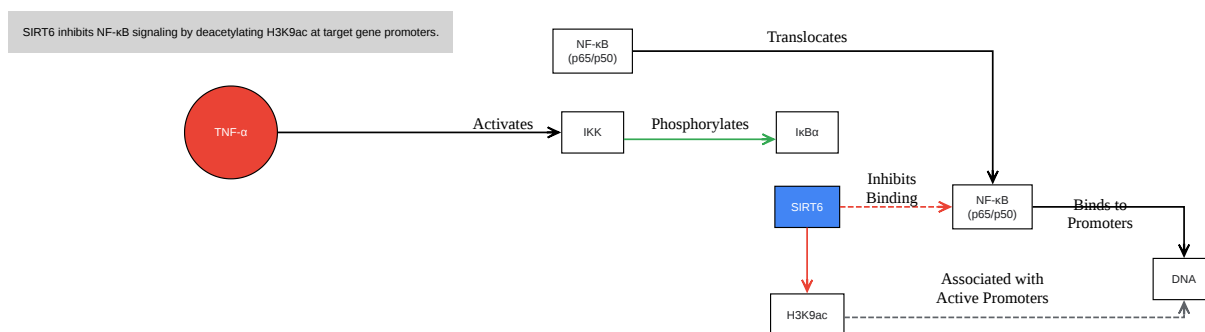 SIRT6 inhibits NF-κB signaling by deacetylating H3K9ac at target gene promoters.
NF-κB
(p65/p50)
Translocates
TNF-α
Activates
IKK
Phosphorylates
IκBα
SIRT6
Inhibits
Binding
NF-κB
(p65/p50)
Binds to
Promoters
H3K9ac
Associated with
Active Promoters
DNA